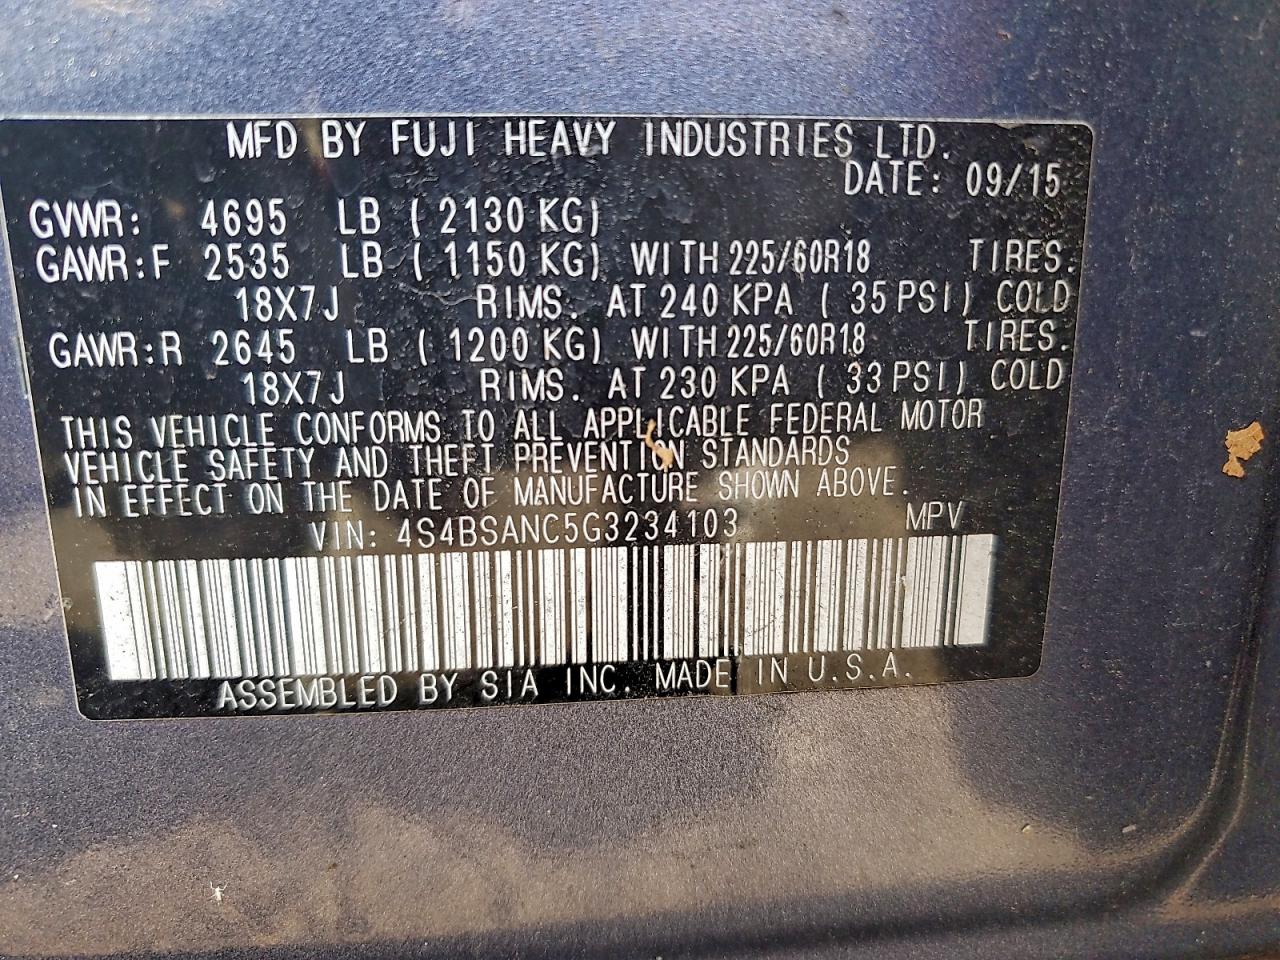 MFD BY FUJI HEAVY INDUSTRIES LTD.
DATE: 09/15
GVWR: 4695 LB ( 2130 KG)
GAWR:F 2535 LB ( 1150 KG) WITH 225/60R18 TIRES.
18X7J RIMS. AT 240 KPA ( 35 PSI) COLD
GAWR:R 2645 LB ( 1200 KG) WITH 225/60R18 TIRES.
18X7J RIMS. AT 230 KPA ( 33 PSI) COLD
THIS VEHICLE CONFORMS TO ALL APPLICABLE FEDERAL MOTOR
VEHICLE SAFETY AND THEFT PREVENTION STANDARDS
IN EFFECT ON THE DATE OF MANUFACTURE SHOWN ABOVE.
VIN: 4S4BSANC5G3234103 MPV
ASSEMBLED BY SIA INC. MADE IN U.S.A.